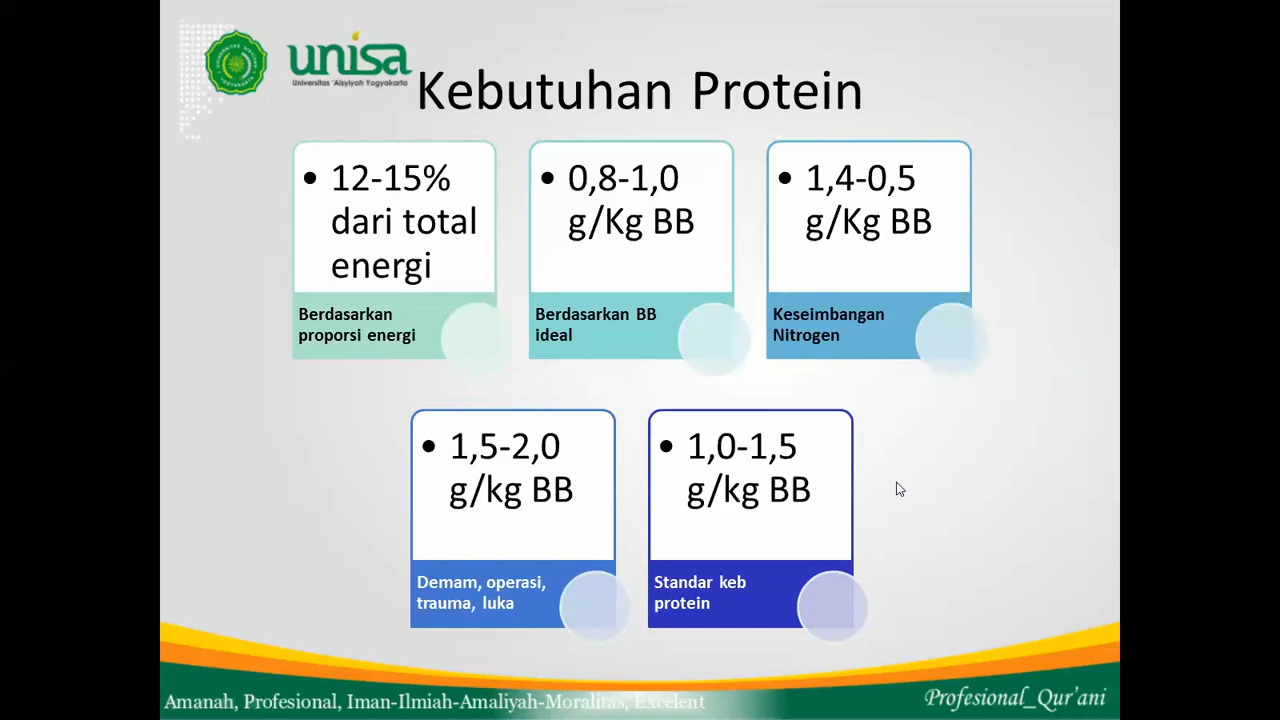 unisa
Universitas 'Aisyiyah Yogyakarta
Kebutuhan Protein
• 12-15%
dari total
energi
Berdasarkan
proporsi energi
• 0,8-1,0
g/Kg BB
Berdasarkan BB
ideal
• 1,4-0,5
g/Kg BB
Keseimbangan
Nitrogen
• 1,5-2,0
g/kg BB
Demam, operasi,
trauma, luka
• 1,0-1,5
g/kg BB
Standar keb
protein
Amanah, Profesional, Iman-Ilmiah-Amaliyah-Moralitas, Excelent
Profesional_Qur'ani